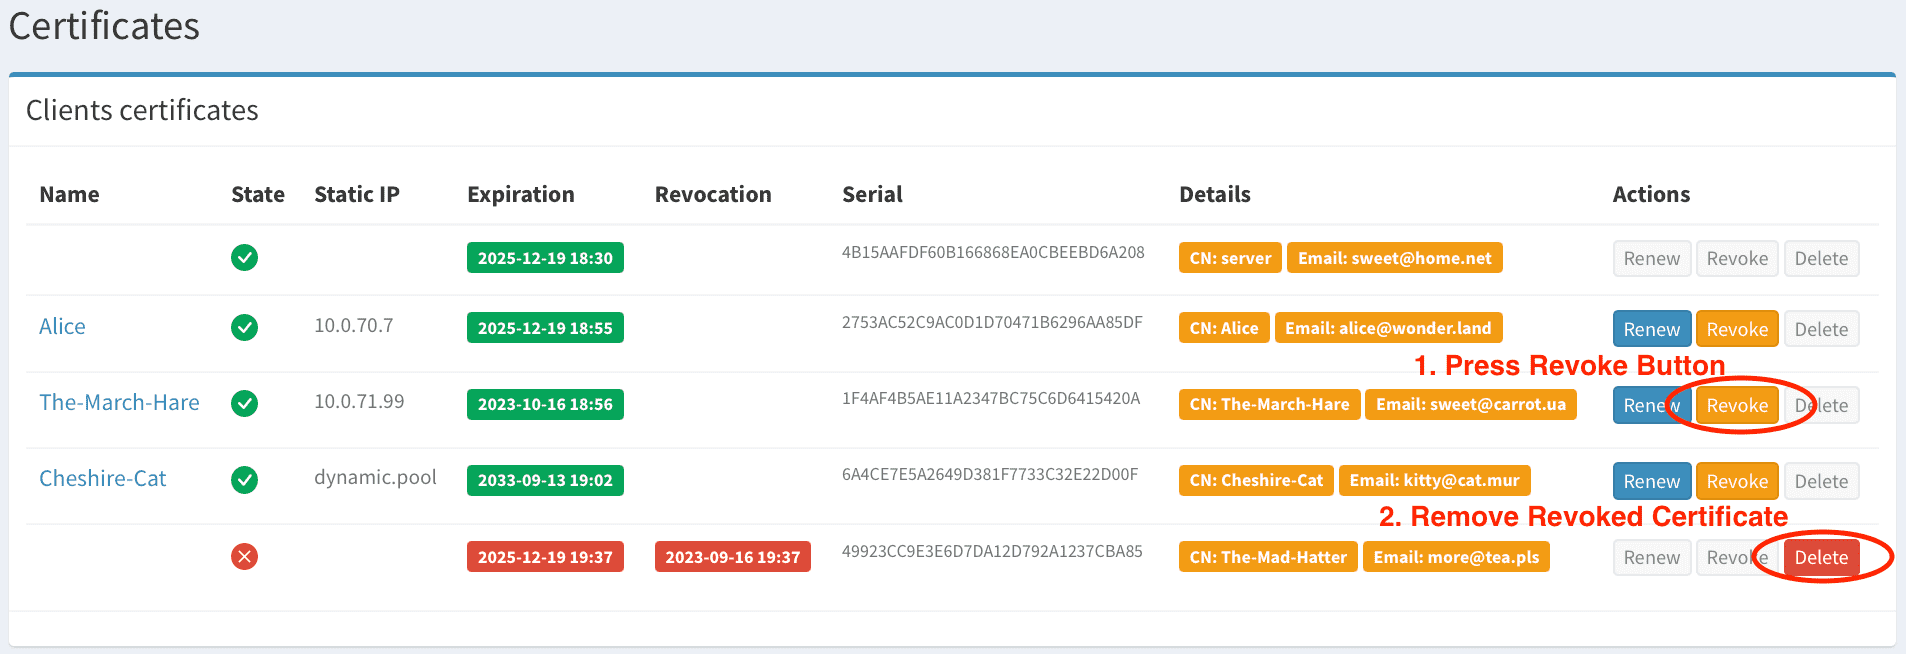 Certificates
Clients certificates
Name State Static IP Expiration Revocation Serial Details Actions
2025-12-19 18:30 4B15AAFDF60B166868EA0CBEEBD6A208 CN: server Email: sweet@home.net Renew Revoke Delete
Alice 10.0.70.7 2025-12-19 18:55 2753AC52C9AC0D1D70471B6296AA85DF CN: Alice Email: alice@wonder.land Renew Revoke Delete
1. Press Revoke Button
The-March-Hare 10.0.71.99 2023-10-16 18:56 1F4AF4B5AE11A2347BC75C6D6415420A CN: The-March-Hare Email: sweet@carrot.ua Renew Revoke Delete
Cheshire-Cat dynamic.pool 2033-09-13 19:02 6A4CE7E5A2649D381F7733C32E22D00F CN: Cheshire-Cat Email: kitty@cat.mur Renew Revoke Delete
2. Remove Revoked Certificate
2025-12-19 19:37 2023-09-16 19:37 49923CC9E3E6D7DA12D792A1237CBA85 CN: The-Mad-Hatter Email: more@tea.pls Renew Revoke Delete